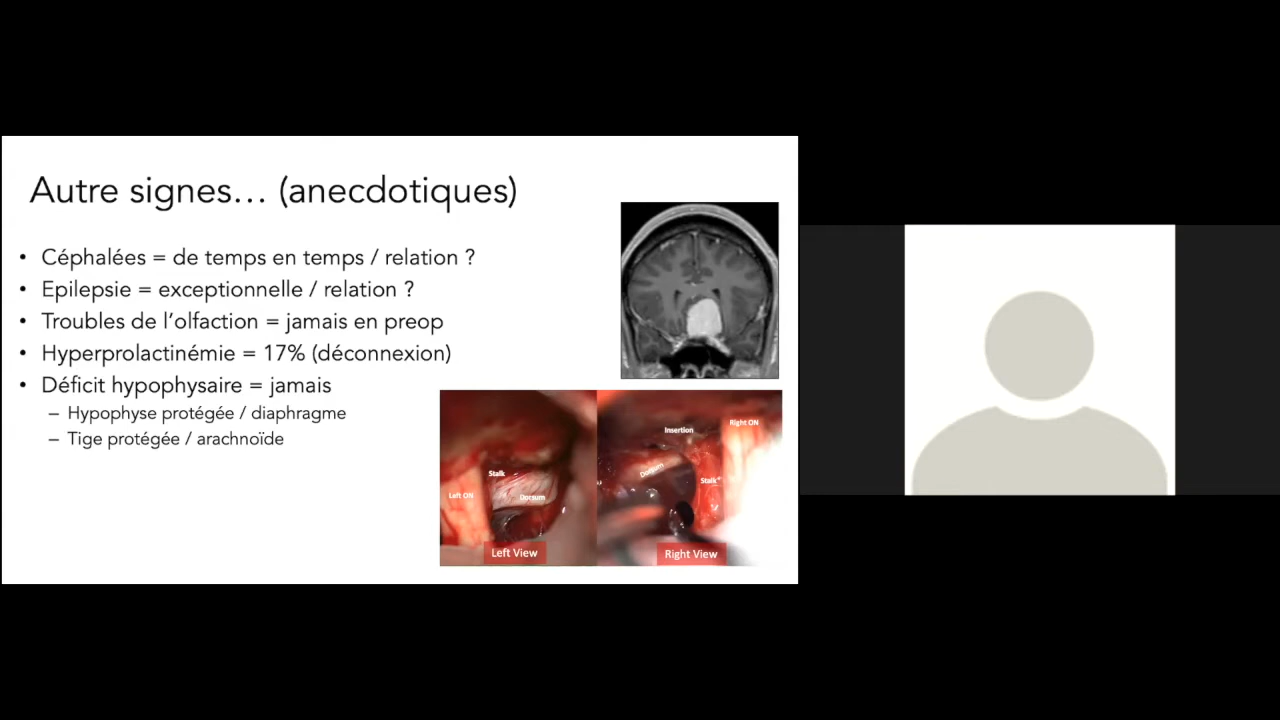 Autre signes… (anecdotiques)
• Céphalées = de temps en temps / relation ?
• Epilepsie = exceptionnelle / relation ?
• Troubles de l’olfaction = jamais en preop
• Hyperprolactinémie = 17% (déconnexion)
• Déficit hypophysaire = jamais
– Hypophyse protégée / diaphragme
– Tige protégée / arachnoïde
Stalk
Left ON
Dorsum
Left View
Insertion
Right ON
Dorsum
Stalk
Right View